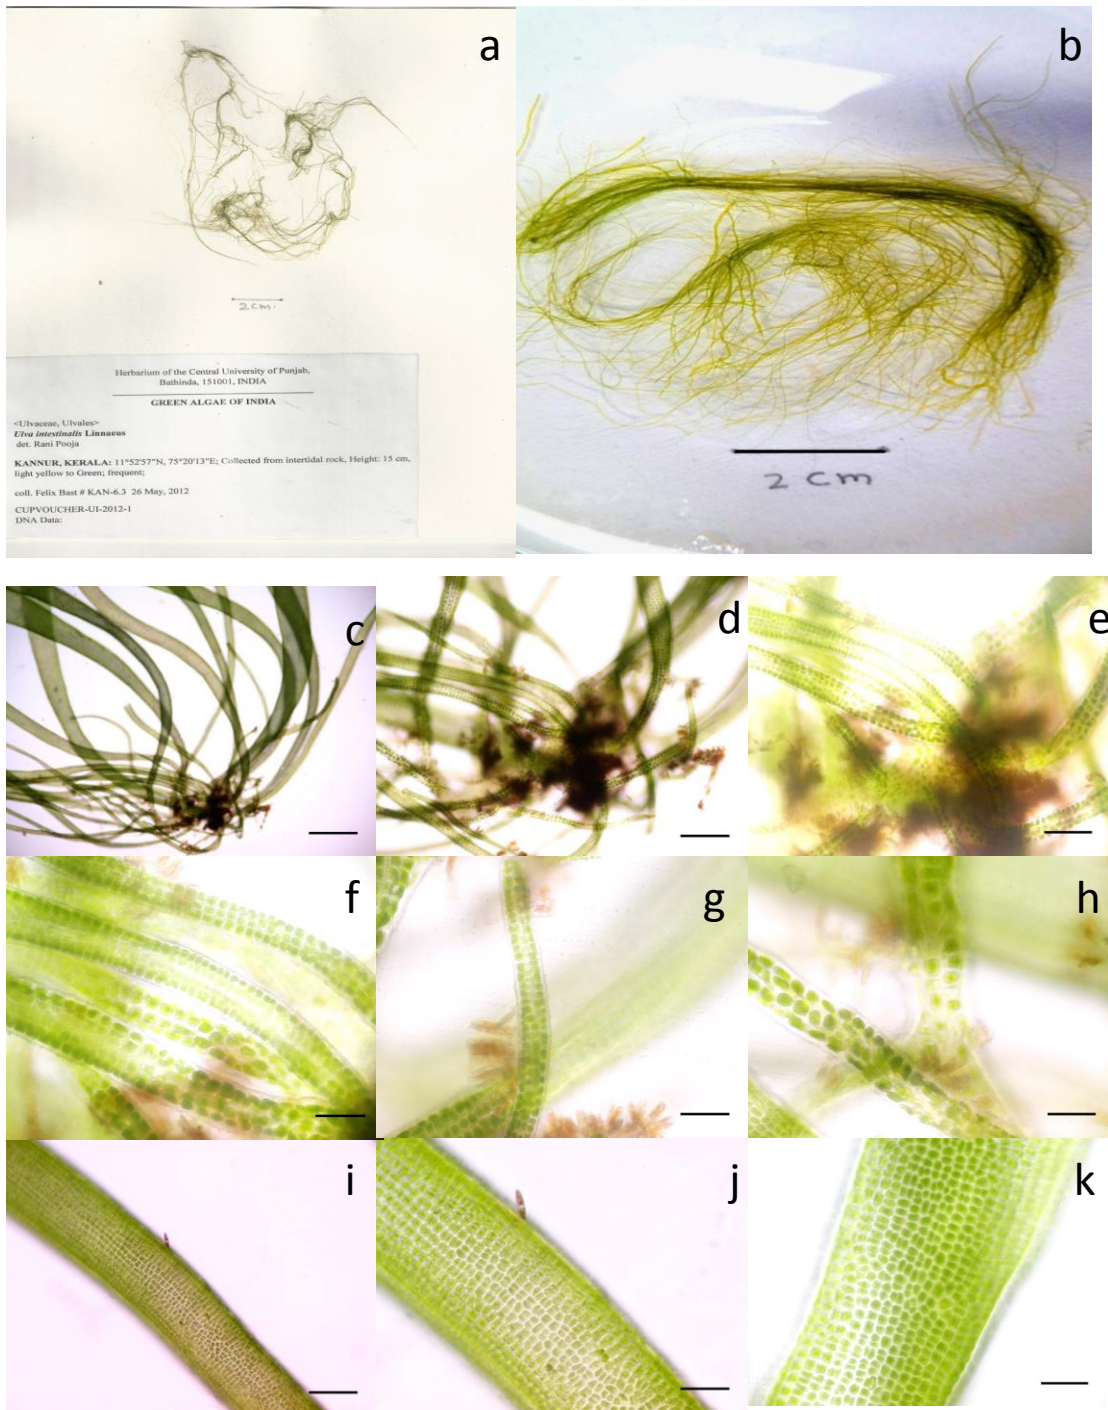 a
b
2 cm.
Herbarium of the Central University of Punjab,
Bathinda, 151001, INDIA
GREEN ALGAE OF INDIA
<Ulvaceae, Ulvales>
Ulva intestinalis Linnaeus
det. Rani Pooja
KANNUR, KERALA: 11°52'57"N, 75°20'13"E; Collected from intertidal rock, Height: 15 cm,
light yellow to Green; frequent;
coll. Felix Bast # KAN-6.3 26 May, 2012
CUPVOUCHER-UI-2012-1
DNA Data:
2 cm
c
d
e
f
g
h
i
j
k